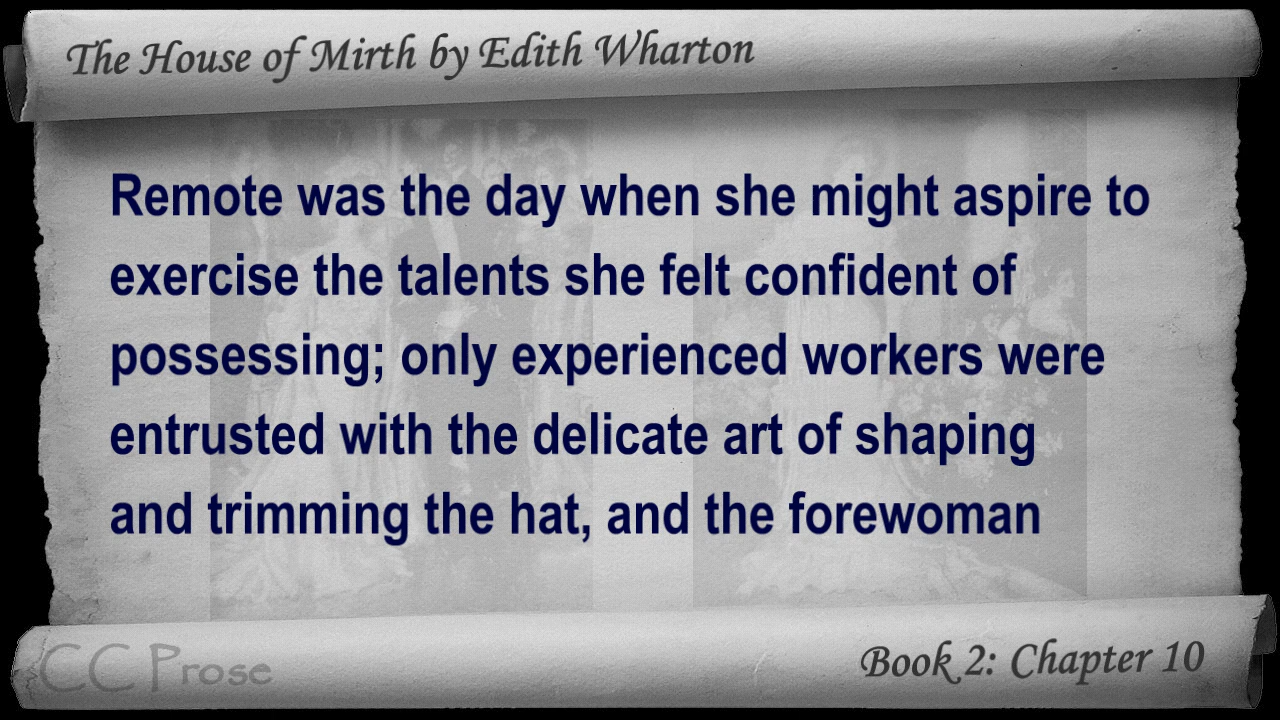 The House of Mirth by Edith Wharton
Remote was the day when she might aspire to
exercise the talents she felt confident of
possessing; only experienced workers were
entrusted with the delicate art of shaping
and trimming the hat, and the forewoman
CC Prose
Book 2: Chapter 10